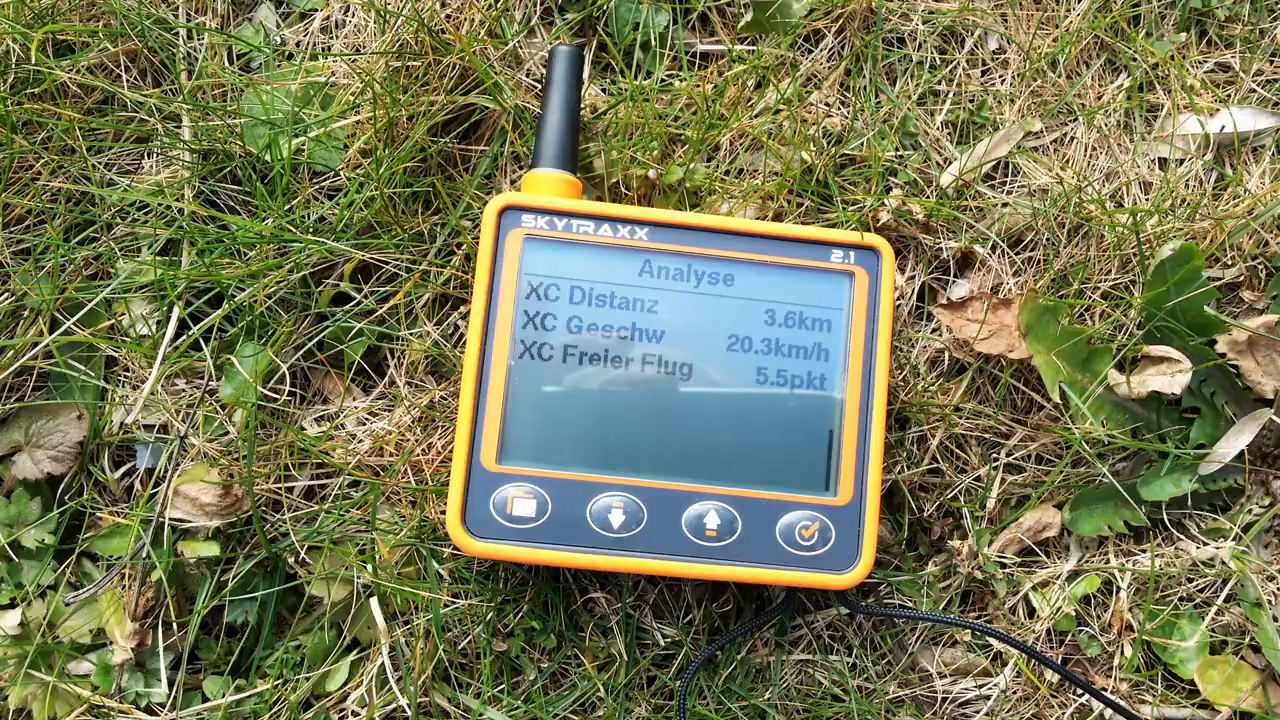 SKYTRAXX
2.1
Analyse
XC Distanz 3.6km
XC Geschw 20.3km/h
XC Freier Flug 5.5pkt